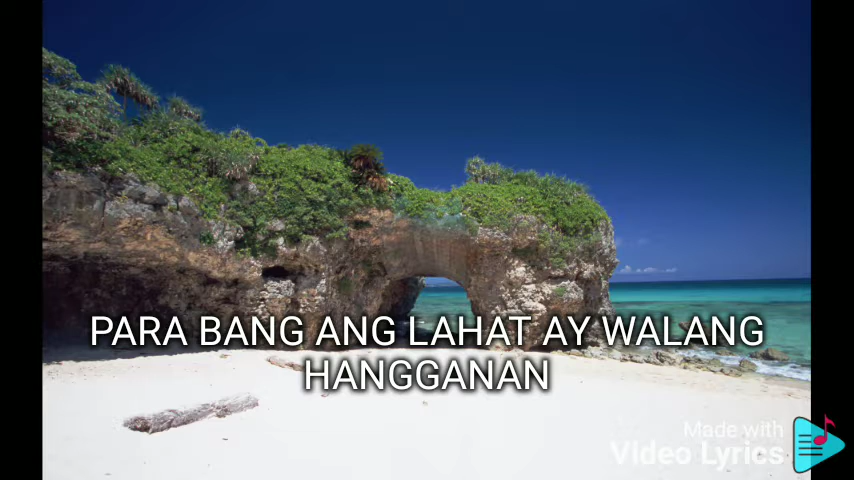 PARA BANG ANG LAHAT AY WALANG
HANGGANAN
Made with
Video Lyrics